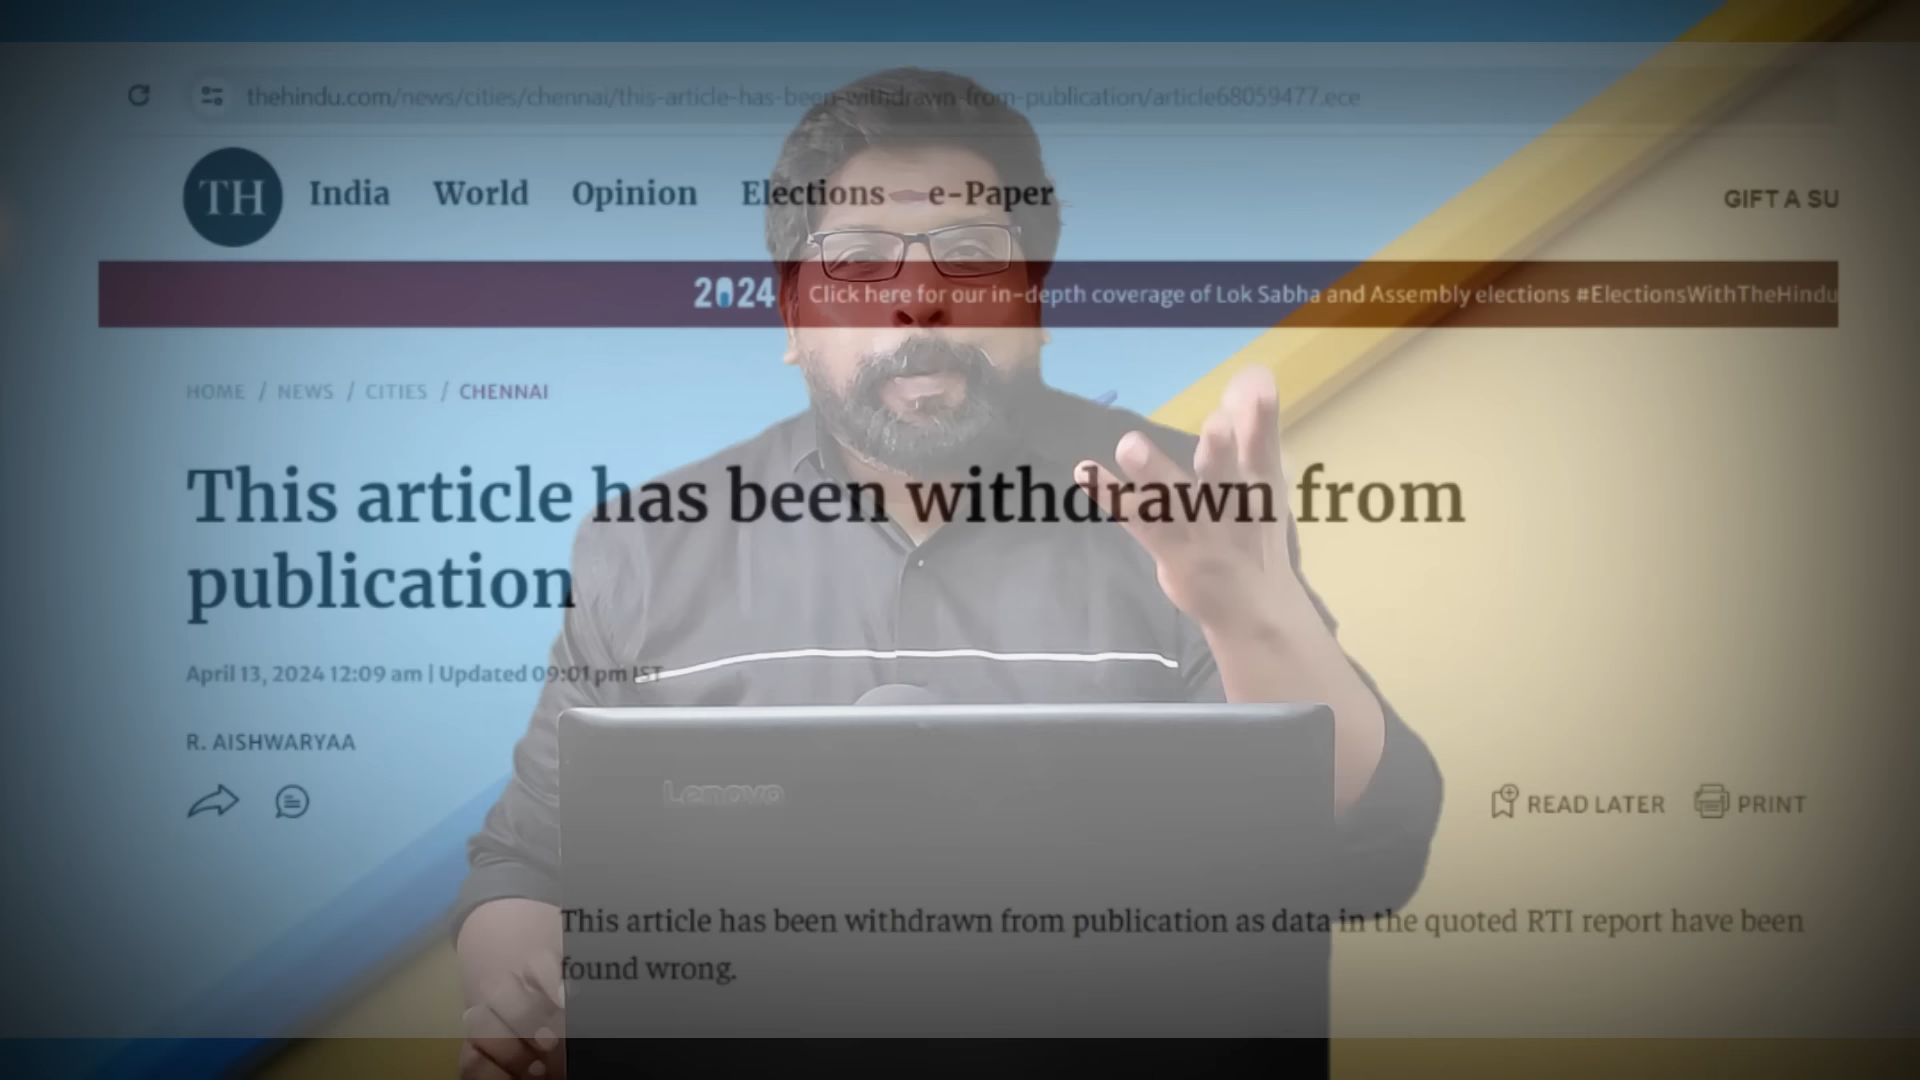 thehindu.com/news/cities/chennai/this-article-has-been-withdrawn-from-publication/article68059477.ece
TH India World Opinion Elections e-Paper
GIFT A SU
2024 Click here for our in-depth coverage of Lok Sabha and Assembly elections #ElectionsWithTheHindu
HOME / NEWS / CITIES / CHENNAI
This article has been withdrawn from
publication
April 13, 2024 12:09 am | Updated 09:01 pm IST
R. AISHWARYAA
Lenovo
READ LATER PRINT
This article has been withdrawn from publication as data in the quoted RTI report have been
found wrong.